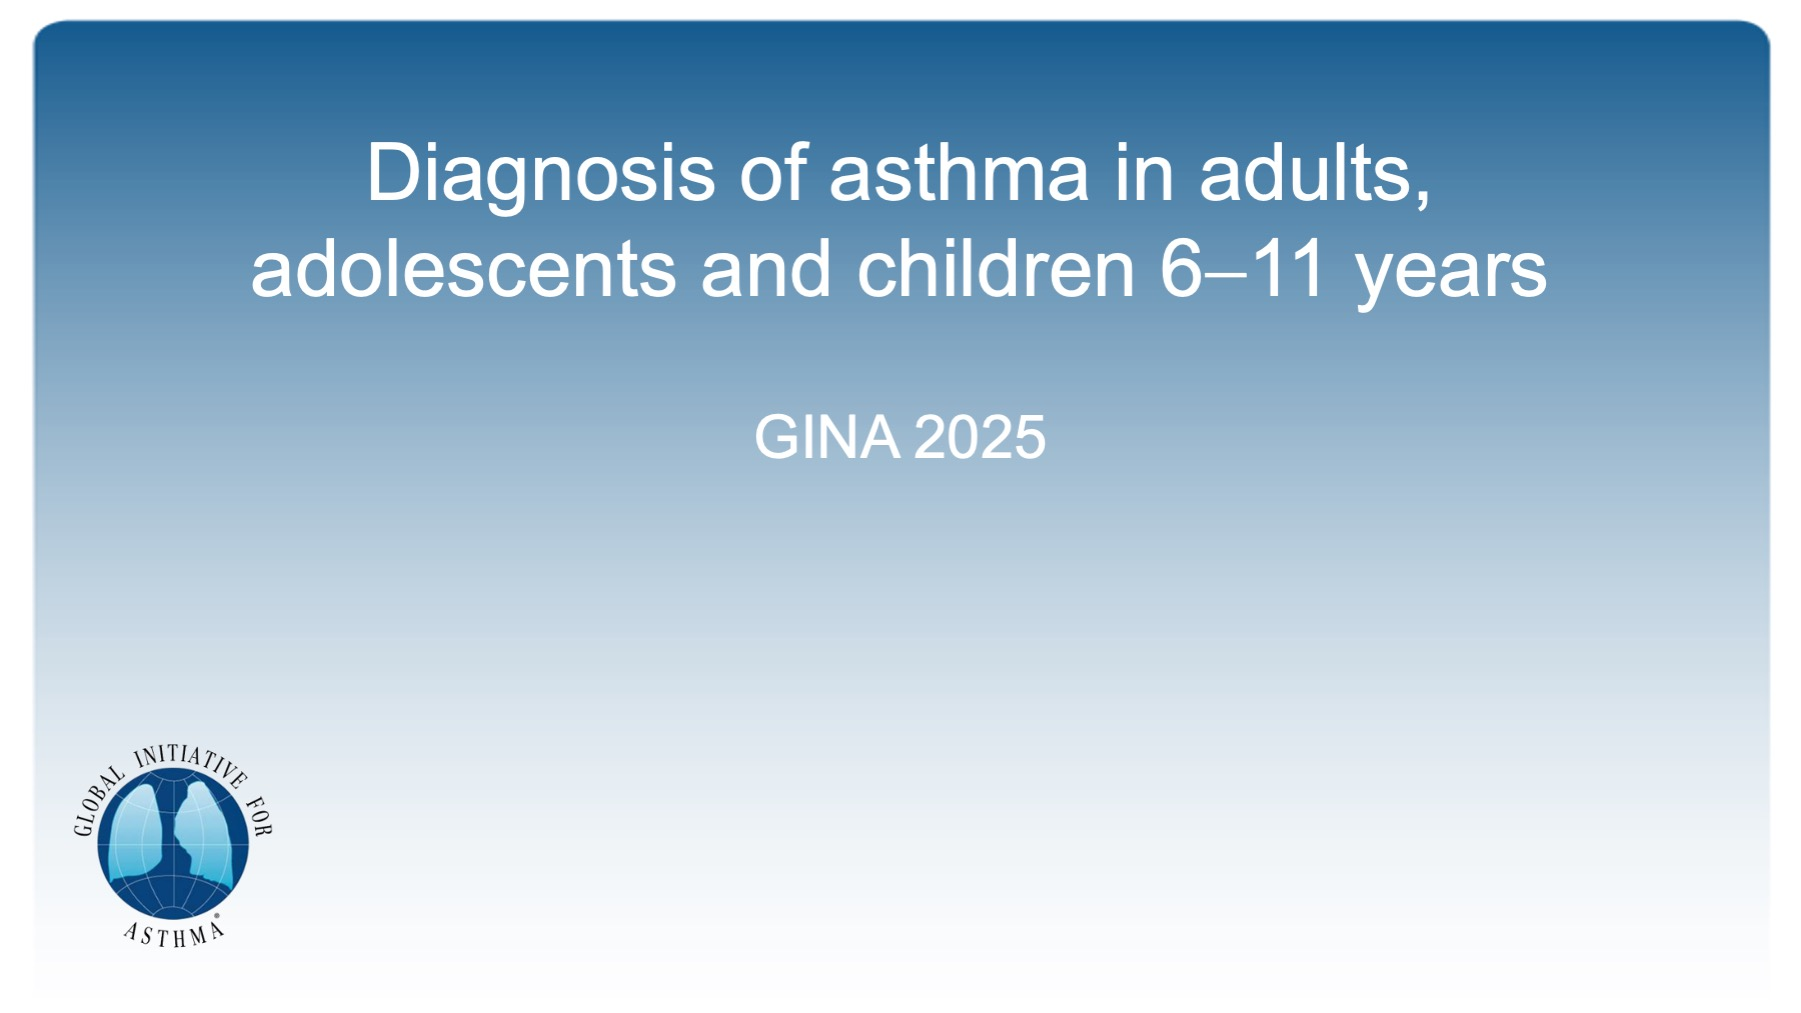 Diagnosis of asthma in adults,
adolescents and children 6–11 years
GINA 2025
GLOBAL INITIATIVE FOR
ASTHMA